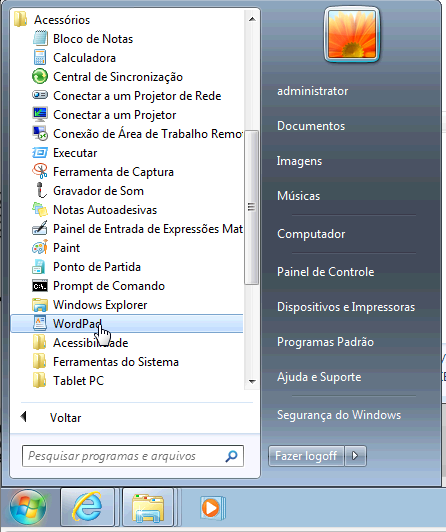 Acessórios
Bloco de Notas
Calculadora
Central de Sincronização
Conectar a um Projetor de Rede
Conectar a um Projetor
Conexão de Área de Trabalho Remo
Executar
Ferramenta de Captura
Gravador de Som
Notas Autoadesivas
Painel de Entrada de Expressões Mat
Paint
Ponto de Partida
Prompt de Comando
Windows Explorer
WordPad
Acessibilidade
Ferramentas do Sistema
Tablet PC
Voltar
Pesquisar programas e arquivos
administrator
Documentos
Imagens
Músicas
Computador
Painel de Controle
Dispositivos e Impressoras
Programas Padrão
Ajuda e Suporte
Segurança do Windows
Fazer logoff